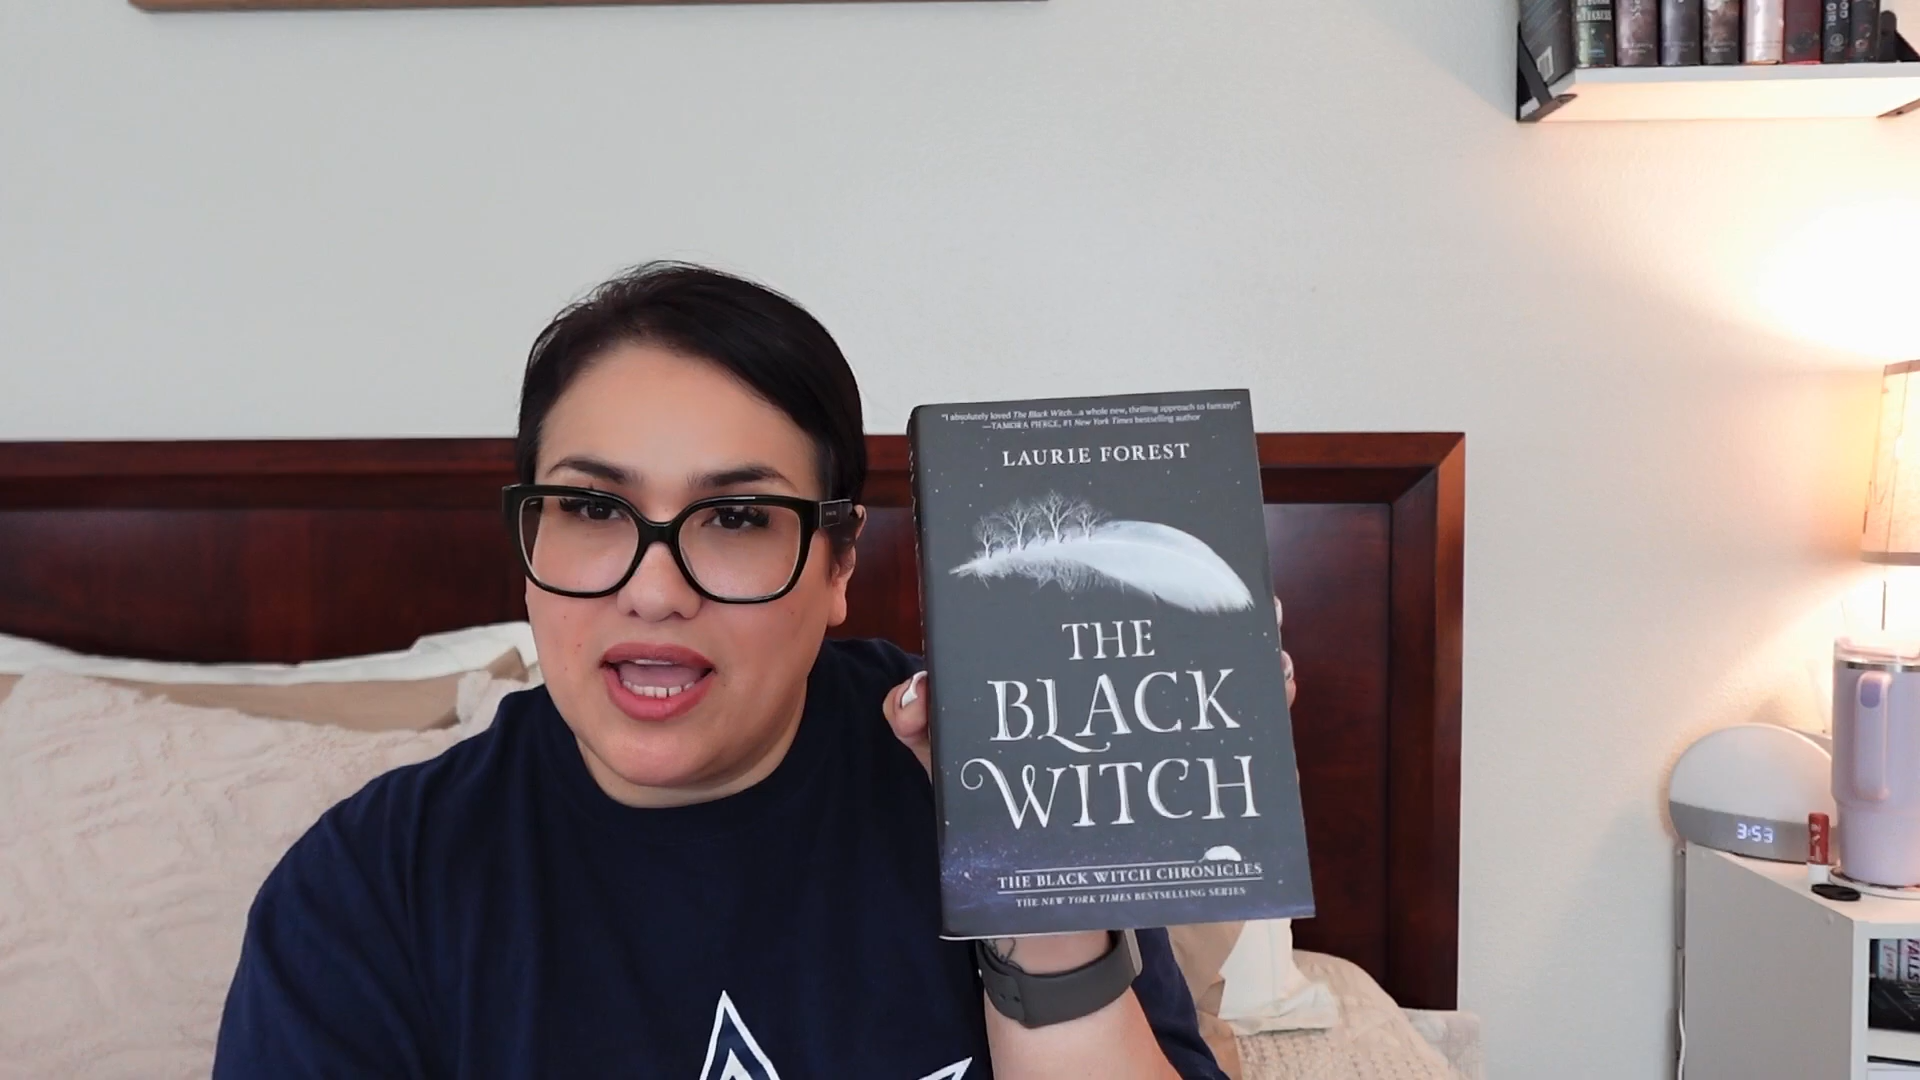 "I absolutely loved The Black Witch...a whole new, thrilling approach to fantasy!"
—TAMORA PIERCE, #1 New York Times bestselling author
LAURIE FOREST
THE
BLACK
WITCH
THE BLACK WITCH CHRONICLES
THE NEW YORK TIMES BESTSELLING SERIES
3:53